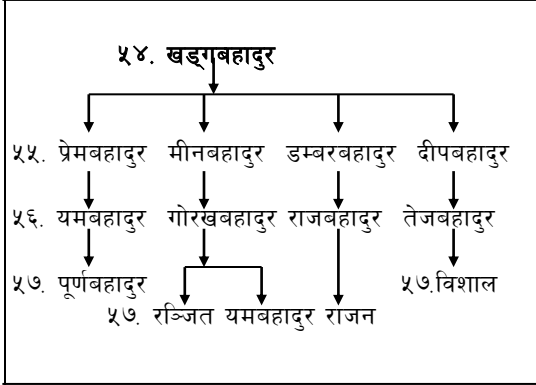 ५४. खड्गबहादुर
५५. प्रेमबहादुर मीनबहादुर डम्बरबहादुर दीपबहादुर
५६. यमबहादुर गोरखबहादुर राजबहादुर तेजबहादुर
५७. पूर्णबहादुर ५७.विशाल
५७. रञ्जित यमबहादुर राजन